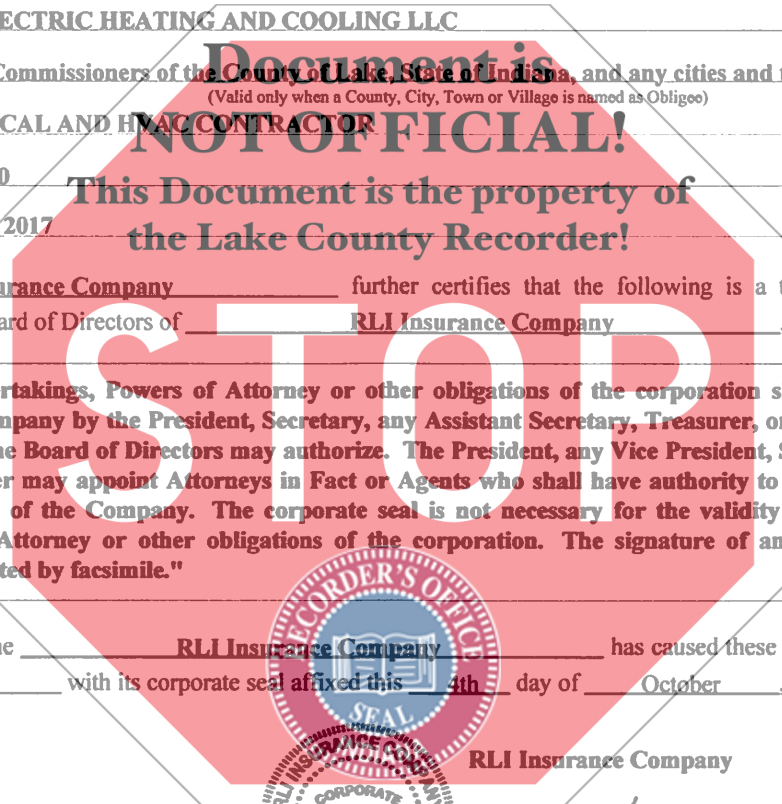 ECTRIC HEATING AND COOLING LLC
Document is
Commissioners of the County of Lake, State of Indiana, and any cities and
(Valid only when a County, City, Town or Village is named as Obligee)
CAL AND HVAC CONTRACTOR
NOT OFFICIAL!
0
This Document is the property of
2017
the Lake County Recorder!
urance Company further certifies that the following is a
ard of Directors of RLI Insurance Company
STOP
rtakings, Powers of Attorney or other obligations of the corporation s
mpany by the President, Secretary, any Assistant Secretary, Treasurer, or
he Board of Directors may authorize. The President, any Vice President, S
er may appoint Attorneys in Fact or Agents who shall have authority to
of the Company. The corporate seal is not necessary for the validity
Attorney or other obligations of the corporation. The signature of an
ted by facsimile."
RECORDER'S OFFICE
ne RLI Insurance Company has caused these
with its corporate seal affixed this 4th day of October
SEAL
INDIANA
RLI INSURANCE COMPANY
RLI Insurance Company
CORPORATE